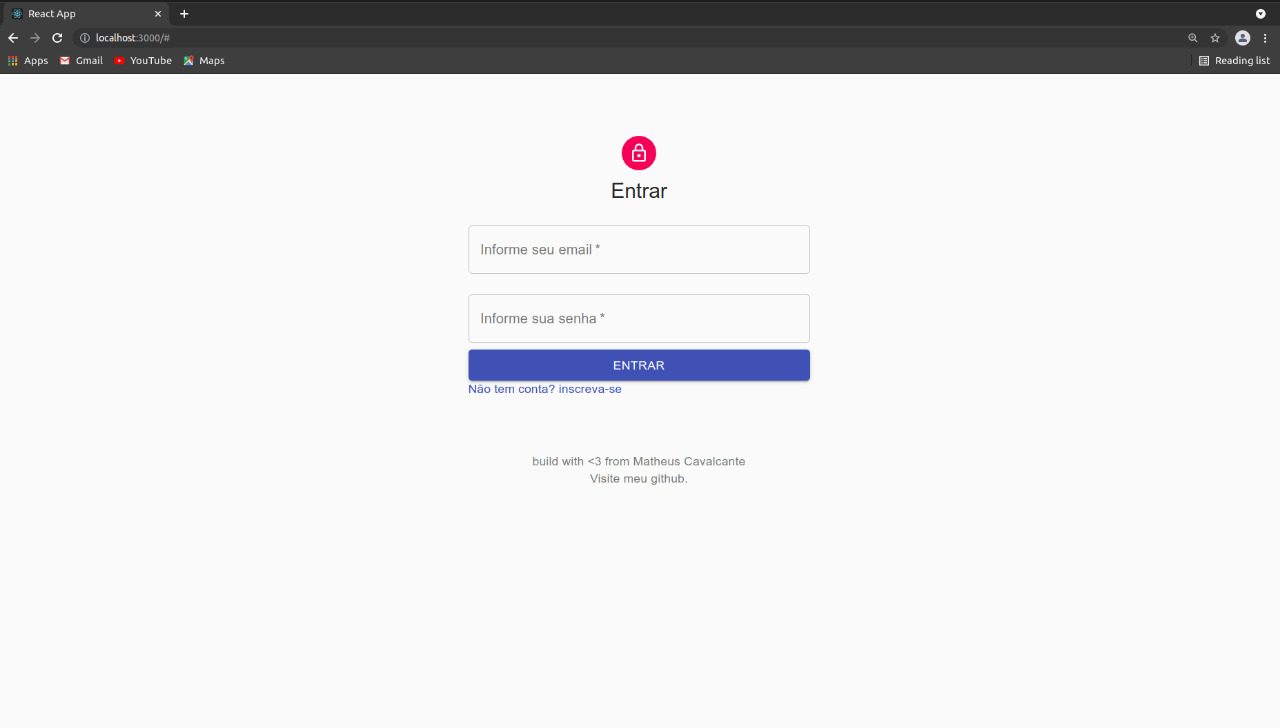 React App
localhost:3000/#
Apps Gmail YouTube Maps Reading list
Entrar
Informe seu email *
Informe sua senha *
ENTRAR
Não tem conta? inscreva-se
build with <3 from Matheus Cavalcante
Visite meu github.